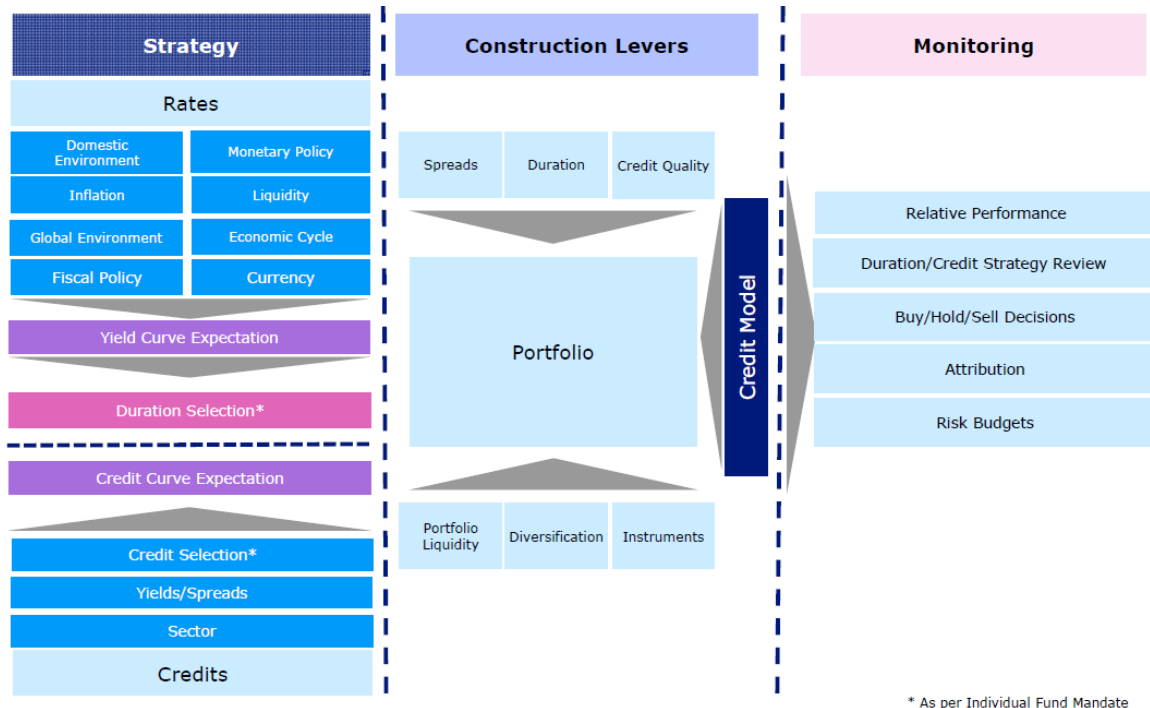 Strategy
Rates
Domestic
Environment
Monetary Policy
Inflation
Liquidity
Global Environment
Economic Cycle
Fiscal Policy
Currency
Yield Curve Expectation
Duration Selection*
Credit Curve Expectation
Credit Selection*
Yields/Spreads
Sector
Credits
Construction Levers
Spreads
Duration
Credit Quality
Portfolio
Credit Model
Portfolio
Liquidity
Diversification
Instruments
Monitoring
Relative Performance
Duration/Credit Strategy Review
Buy/Hold/Sell Decisions
Attribution
Risk Budgets
* As per Individual Fund Mandate